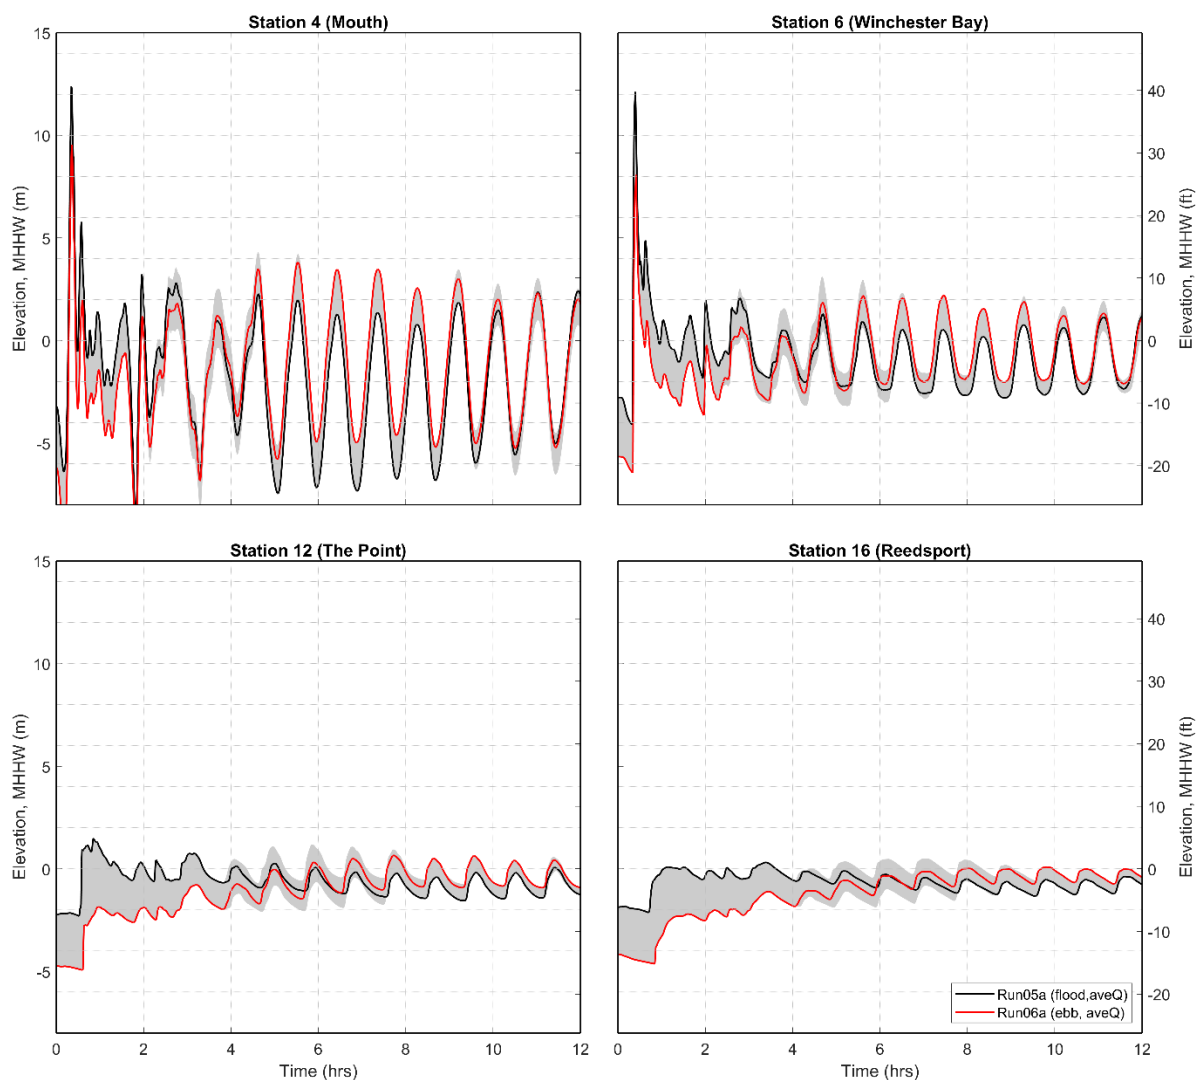 Station 4 (Mouth)
Station 6 (Winchester Bay)
15
10
5
0
-5
Elevation, MHHW (m)
40
30
20
10
0
-10
-20
Elevation, MHHW (ft)
Station 12 (The Point)
Station 16 (Reedsport)
15
10
5
0
-5
Elevation, MHHW (m)
40
30
20
10
0
-10
-20
Elevation, MHHW (ft)
Run05a (flood,aveQ)
Run06a (ebb, aveQ)
0 2 4 6 8 10 12
Time (hrs)
0 2 4 6 8 10 12
Time (hrs)